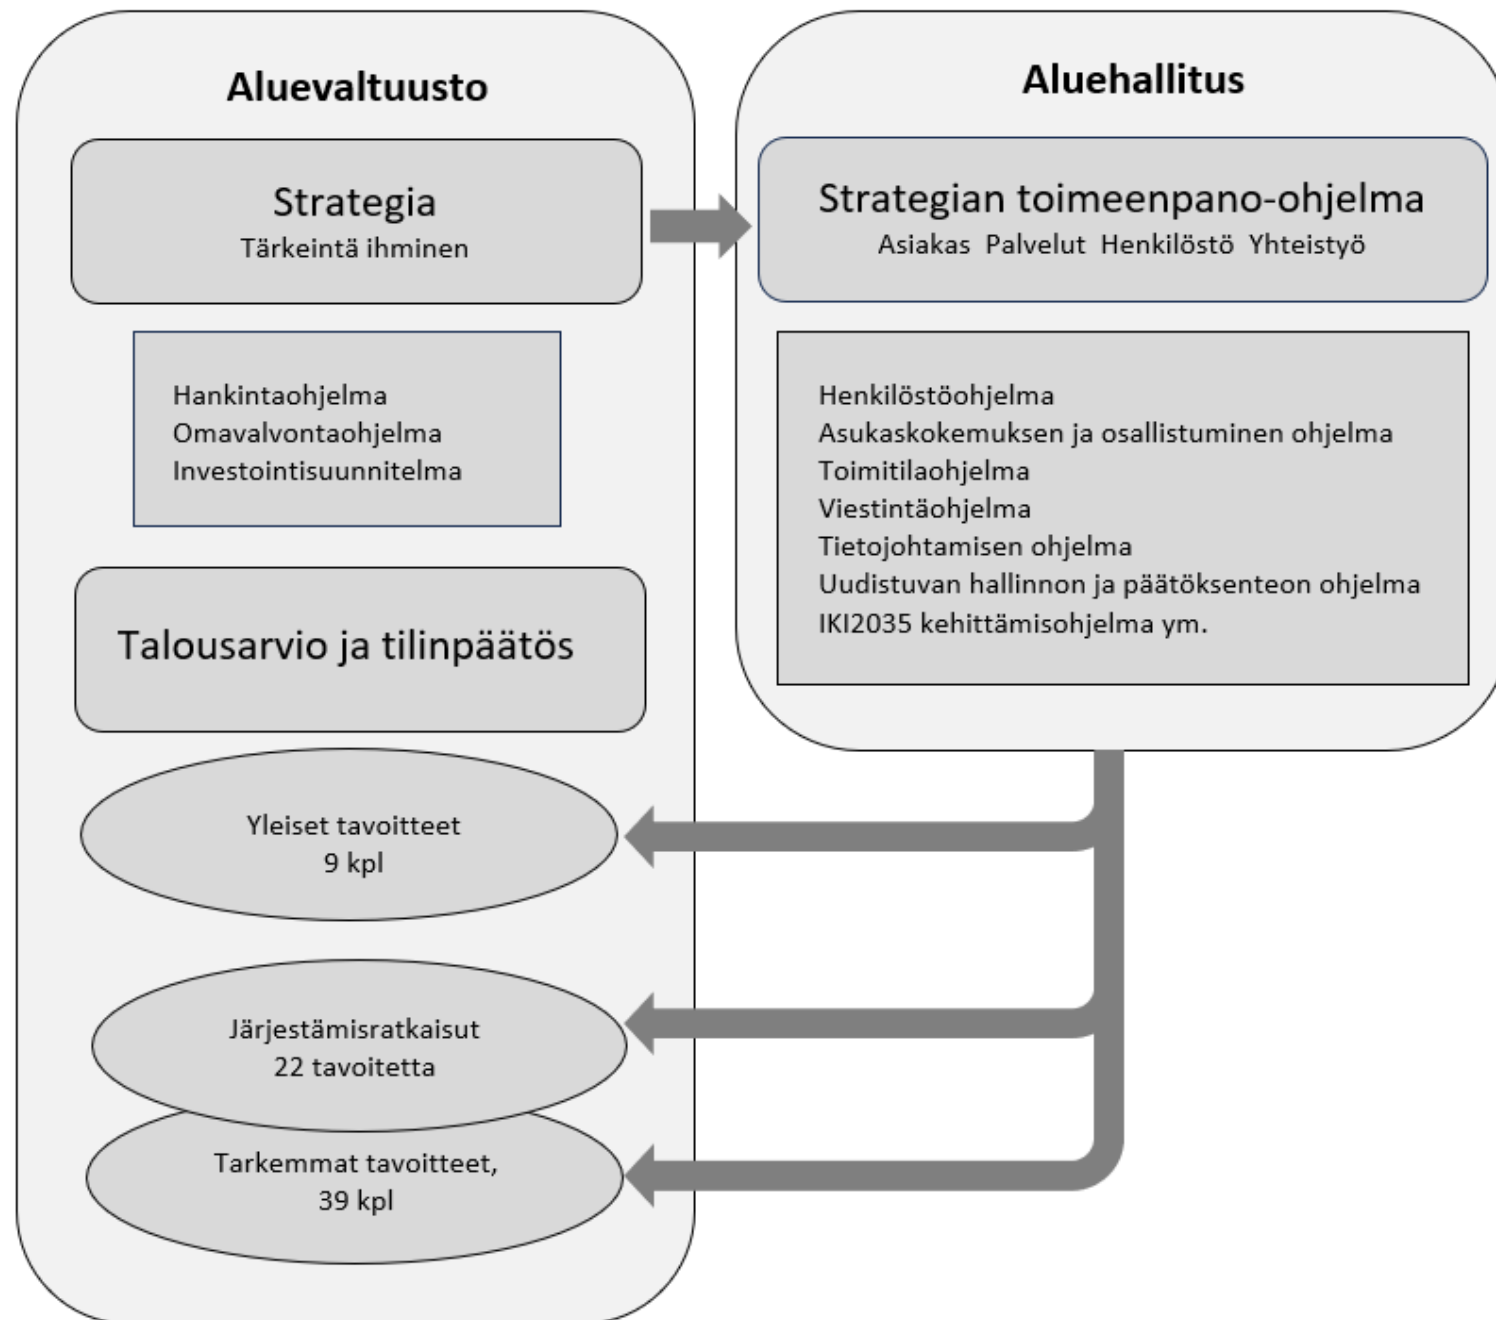 Aluevaltuusto
Strategia
Tärkeintä ihminen
Hankintaohjelma
Omavalvontaohjelma
Investointisuunnitelma
Talousarvio ja tilinpäätös
Yleiset tavoitteet
9 kpl
Järjestämisratkaisut
22 tavoitetta
Tarkemmat tavoitteet,
39 kpl
Aluehallitus
Strategian toimeenpano-ohjelma
Asiakas Palvelut Henkilöstö Yhteistyö
Henkilöstöohjelma
Asukaskokemuksen ja osallistuminen ohjelma
Toimitilaohjelma
Viestintäohjelma
Tietojohtamisen ohjelma
Uudistuvan hallinnon ja päätöksenteon ohjelma
IKI2035 kehittämisohjelma ym.